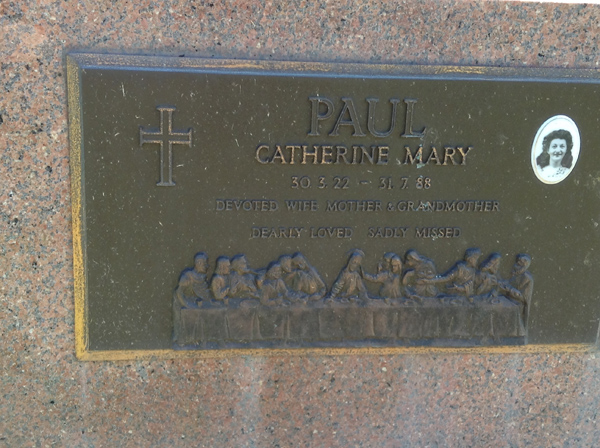 PAUL
CATHERINE MARY
30.3.22 - 31.7.88
DEVOTED WIFE MOTHER & GRANDMOTHER
DEARLY LOVED SADLY MISSED